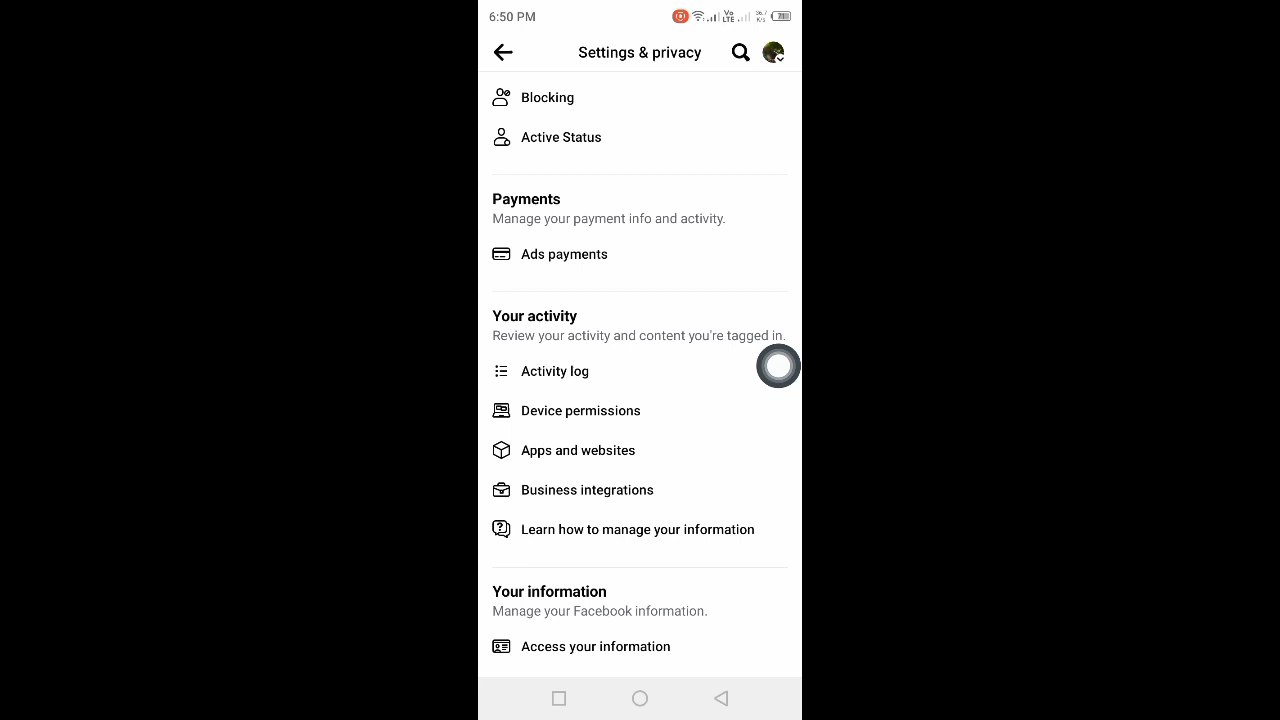 6:50 PM
Vo
LTE
Settings & privacy
Blocking
Active Status
Payments
Manage your payment info and activity.
Ads payments
Your activity
Review your activity and content you're tagged in.
Activity log
Device permissions
Apps and websites
Business integrations
Learn how to manage your information
Your information
Manage your Facebook information.
Access your information